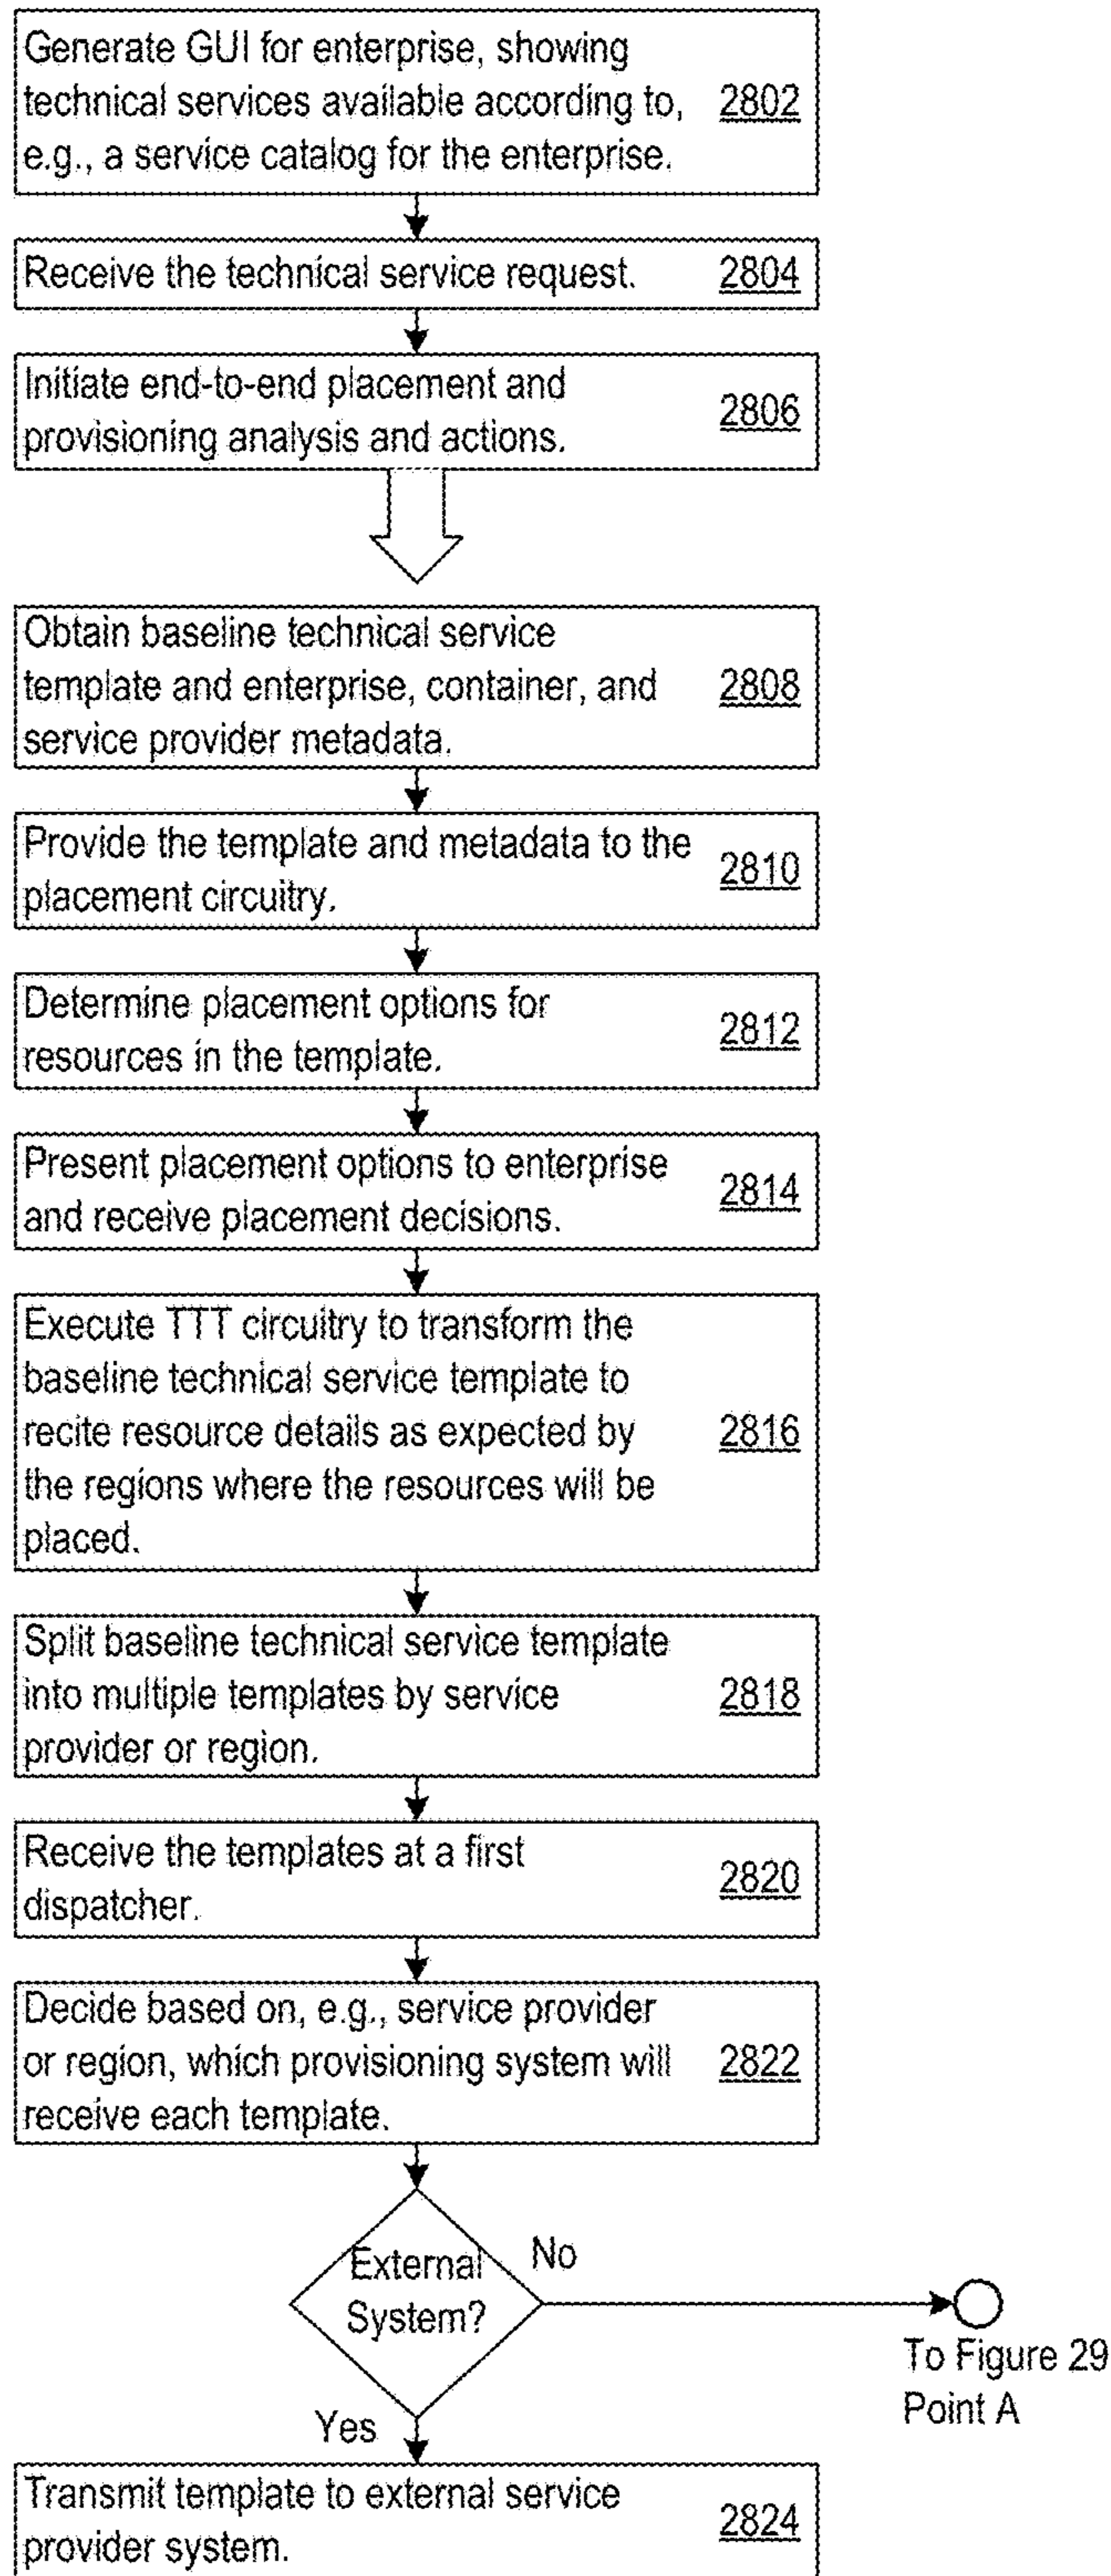 Generate GUI for enterprise, showing
technical services available according to, 2802
e.g., a service catalog for the enterprise.
Receive the technical service request. 2804
Initiate end-to-end placement and
provisioning analysis and actions. 2806
Obtain baseline technical service
template and enterprise, container, and 2808
service provider metadata.
Provide the template and metadata to the
placement circuitry. 2810
Determine placement options for
resources in the template. 2812
Present placement options to enterprise
and receive placement decisions. 2814
Execute TTT circuitry to transform the
baseline technical service template to
recite resource details as expected by 2816
the regions where the resources will be
placed.
Split baseline technical service template
into multiple templates by service 2818
provider or region.
Receive the templates at a first
dispatcher. 2820
Decide based on, e.g., service provider
or region, which provisioning system will 2822
receive each template.
External
System?
No
To Figure 29
Point A
Yes
Transmit template to external service
provider system. 2824